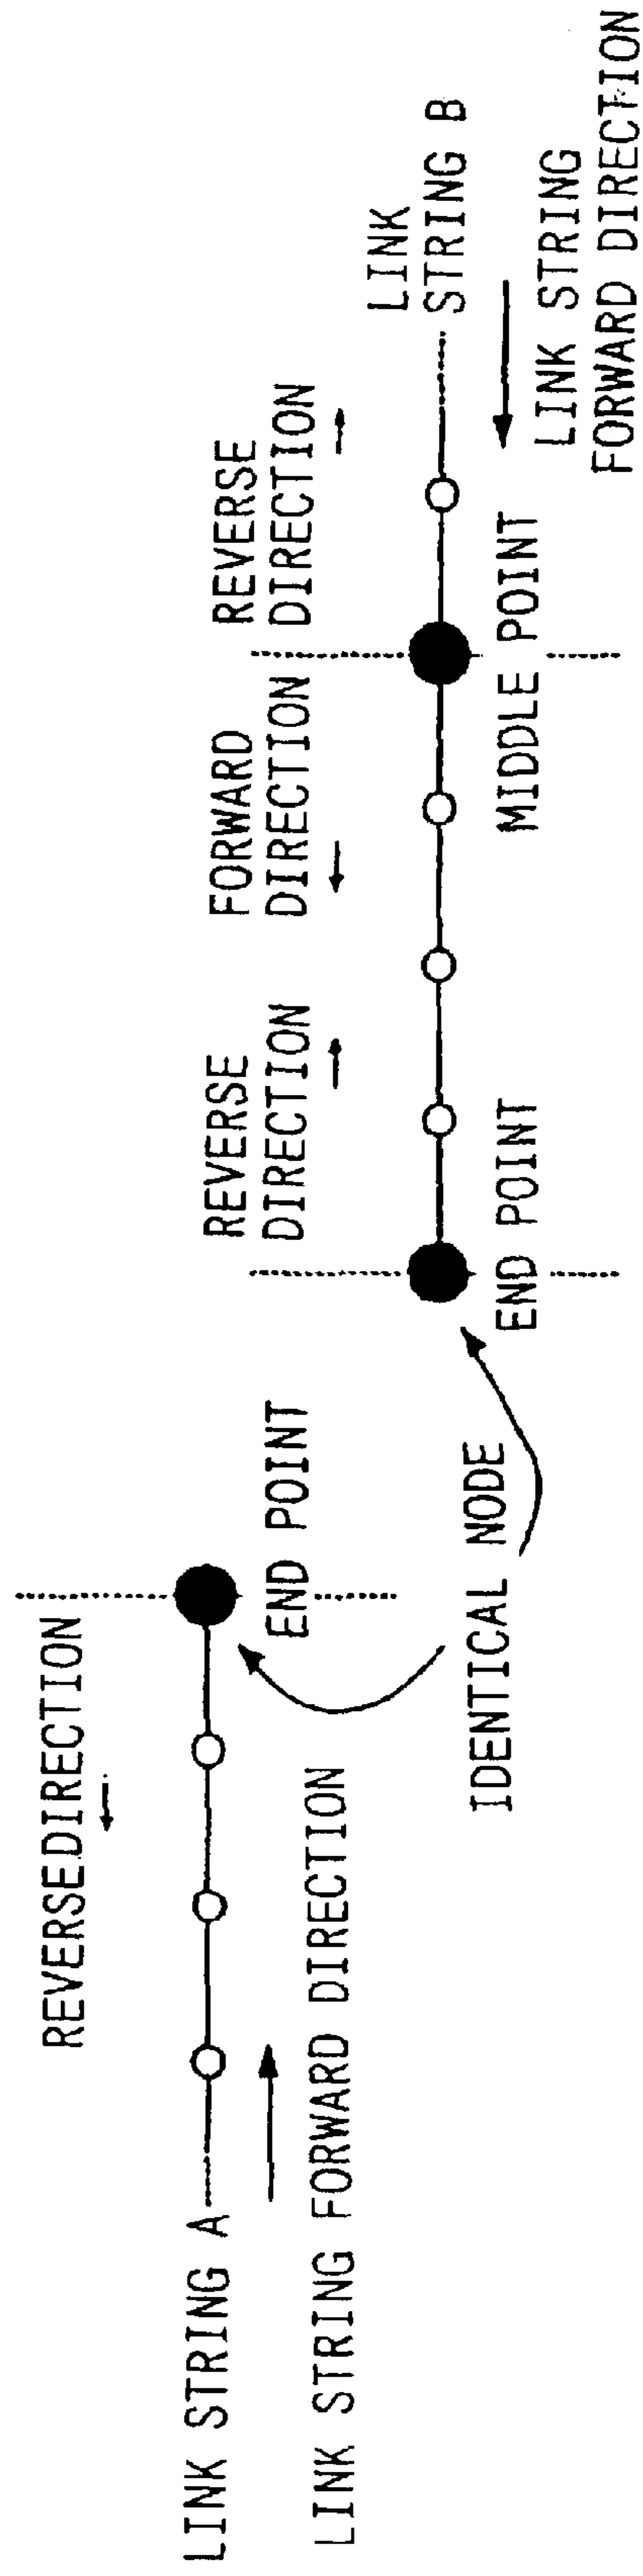 REVERSEDIRECTION
LINK STRING A
END POINT
LINK STRING FORWARD DIRECTION
IDENTICAL NODE
REVERSE
DIRECTION
FORWARD
DIRECTION
REVERSE
DIRECTION
LINK
STRING B
END POINT
MIDDLE POINT
LINK STRING
FORWARD DIRECTION